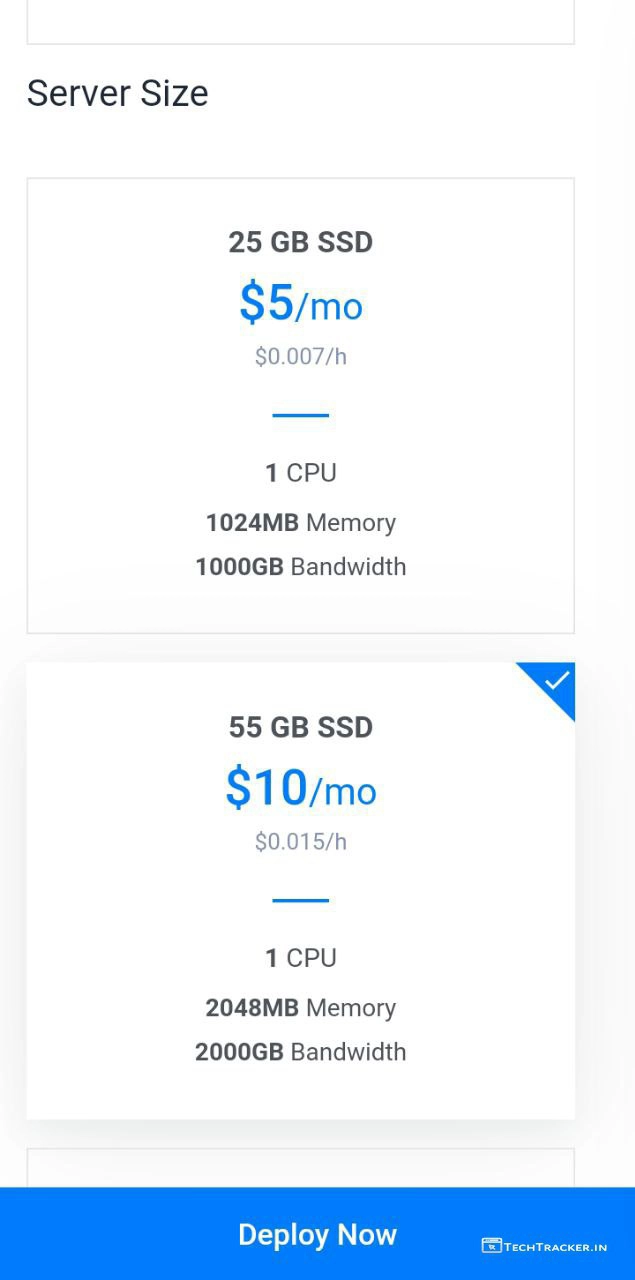 Server Size
25 GB SSD
$5/mo
$0.007/h
1 CPU
1024MB Memory
1000GB Bandwidth
55 GB SSD
$10/mo
$0.015/h
1 CPU
2048MB Memory
2000GB Bandwidth
Deploy Now
TECHTRACKER.IN